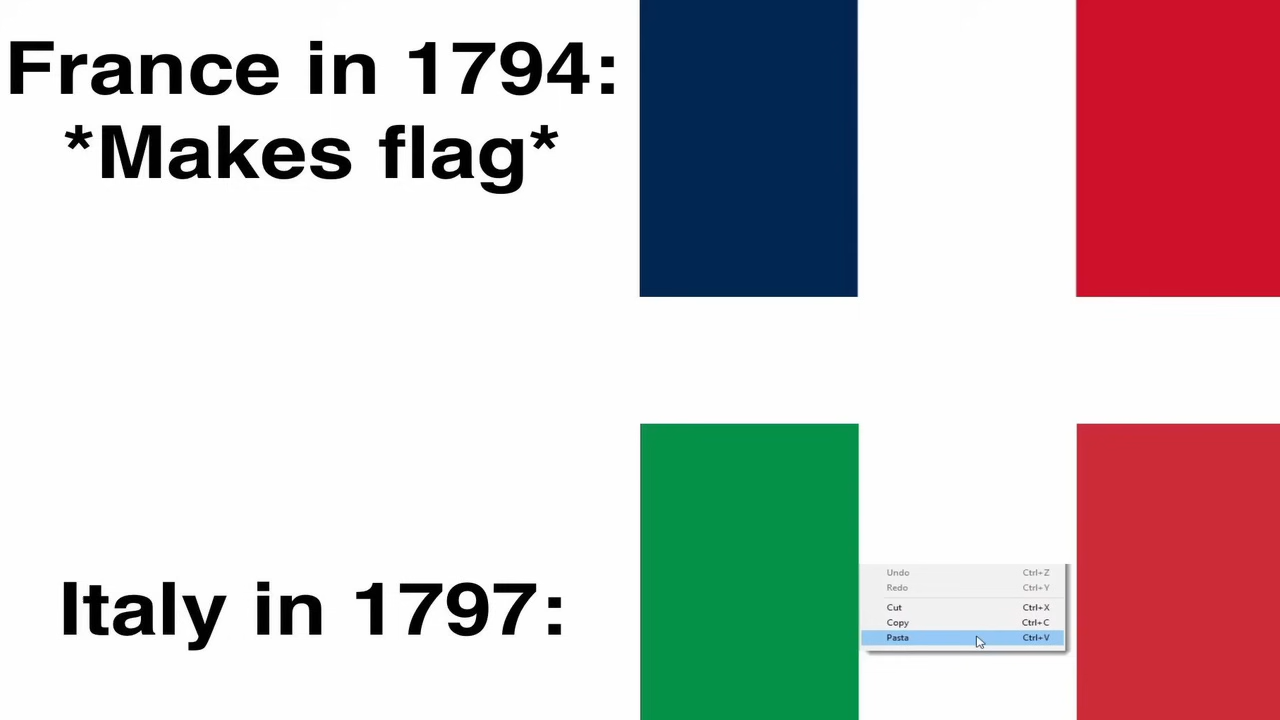 France in 1794:
*Makes flag*
Italy in 1797:
Undo Ctrl+Z
Redo Ctrl+Y
Cut Ctrl+X
Copy Ctrl+C
Pasta Ctrl+V